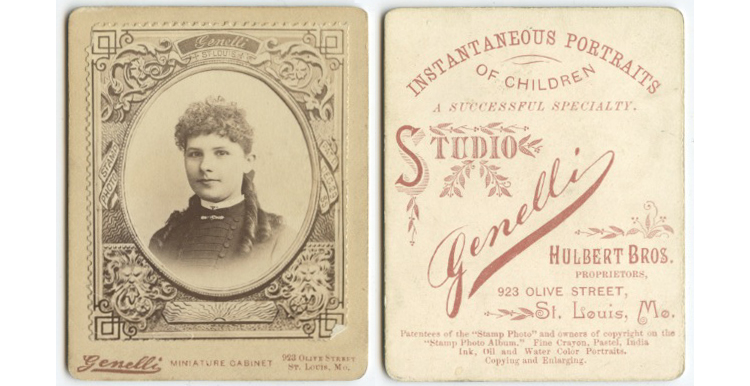 Genelli
ST. LOUIS.
PHOTO STAMP
Genelli
MINIATURE CABINET
923 OLIVE STREET
ST. LOUIS, MO.
INSTANTANEOUS PORTRAITS
OF CHILDREN
A SUCCESSFUL SPECIALTY.
STUDIO
Genelli
HULBERT BROS.
PROPRIETORS,
923 OLIVE STREET,
St. Louis, Mo.
Patentees of the "Stamp Photo" and owners of copyright on the
"Stamp Photo Album." Fine Crayon, Pastel, India
Ink, Oil and Water Color Portraits.
Copying and Enlarging.